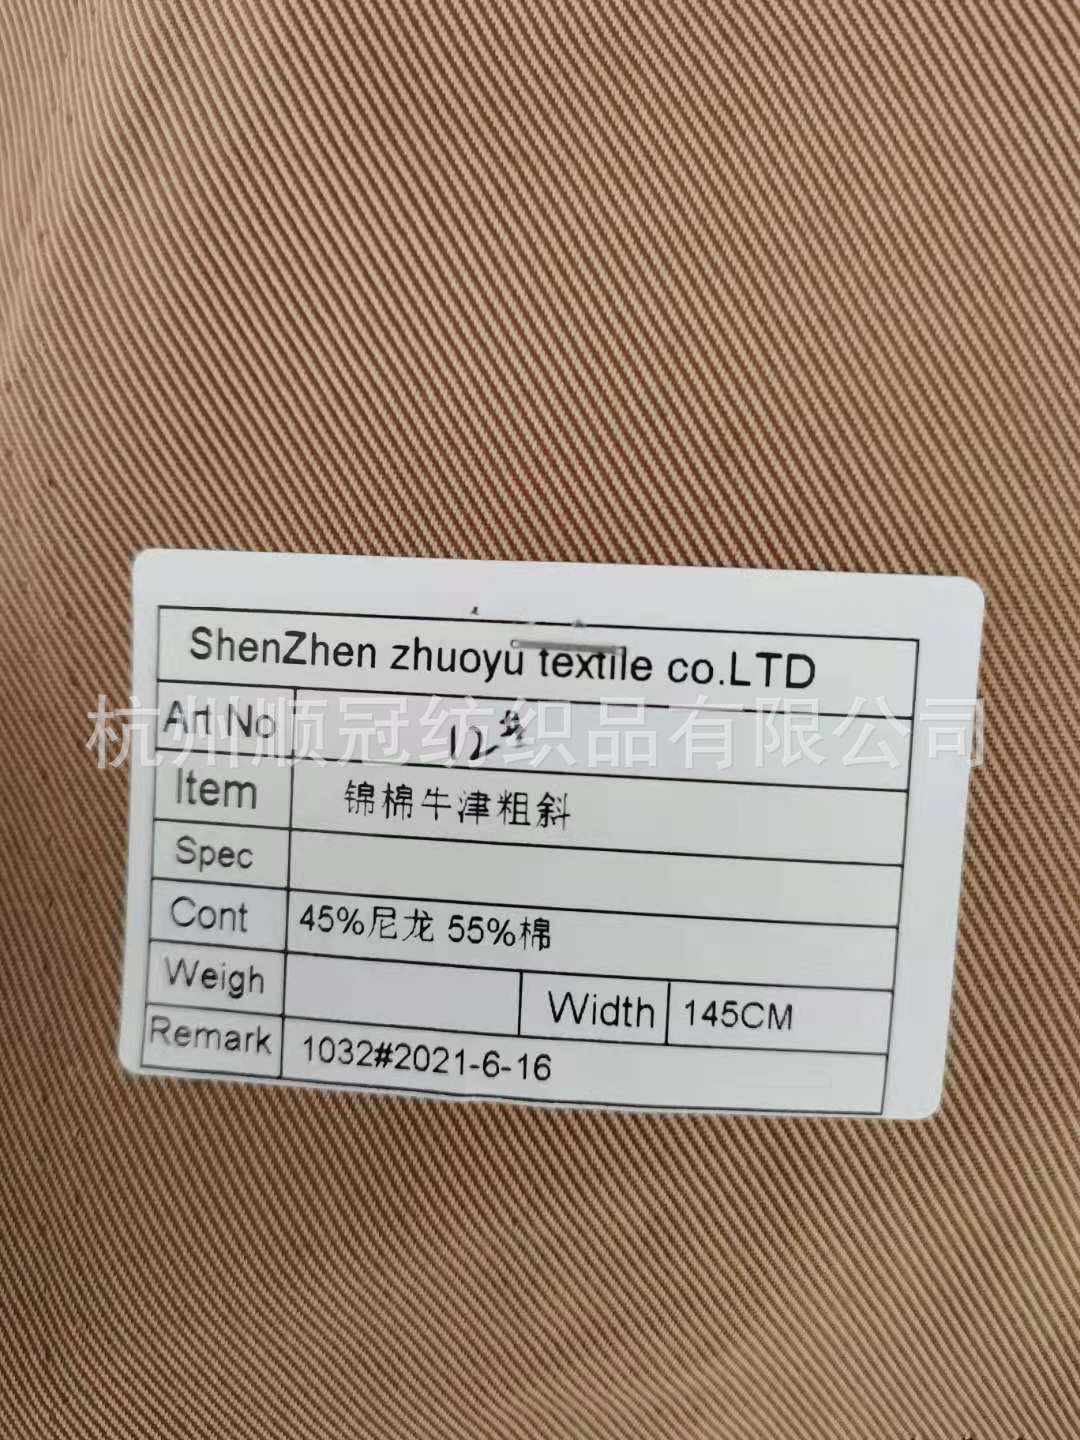 ShenZhen zhuoyu textile co.LTD
Art No 12#
杭州顺冠纺织品有限公司
Item 锦棉牛津粗斜
Spec
Cont 45%尼龙 55%棉
Weigh Width 145CM
Remark 1032#2021-6-16